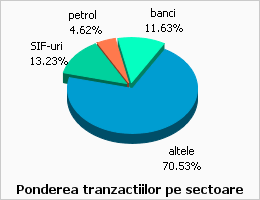 petrol
4.62%
banci
11.63%
SIF-uri
13.23%
altele
70.53%
Ponderea tranzactiilor pe sectoare